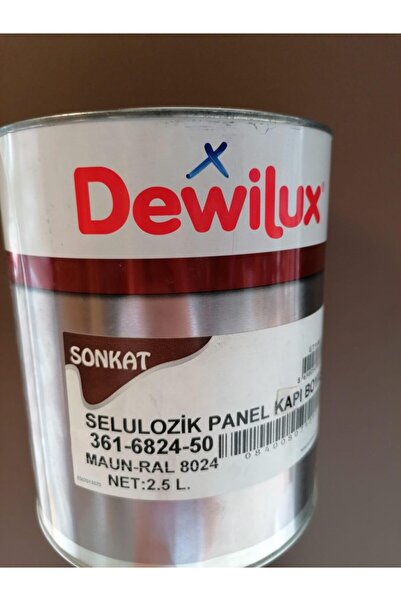 Dewilux
SONKAT
SELULOZİK PANEL KAPI
361-6824-50
MAUN-RAL 8024
NET:2.5 L.